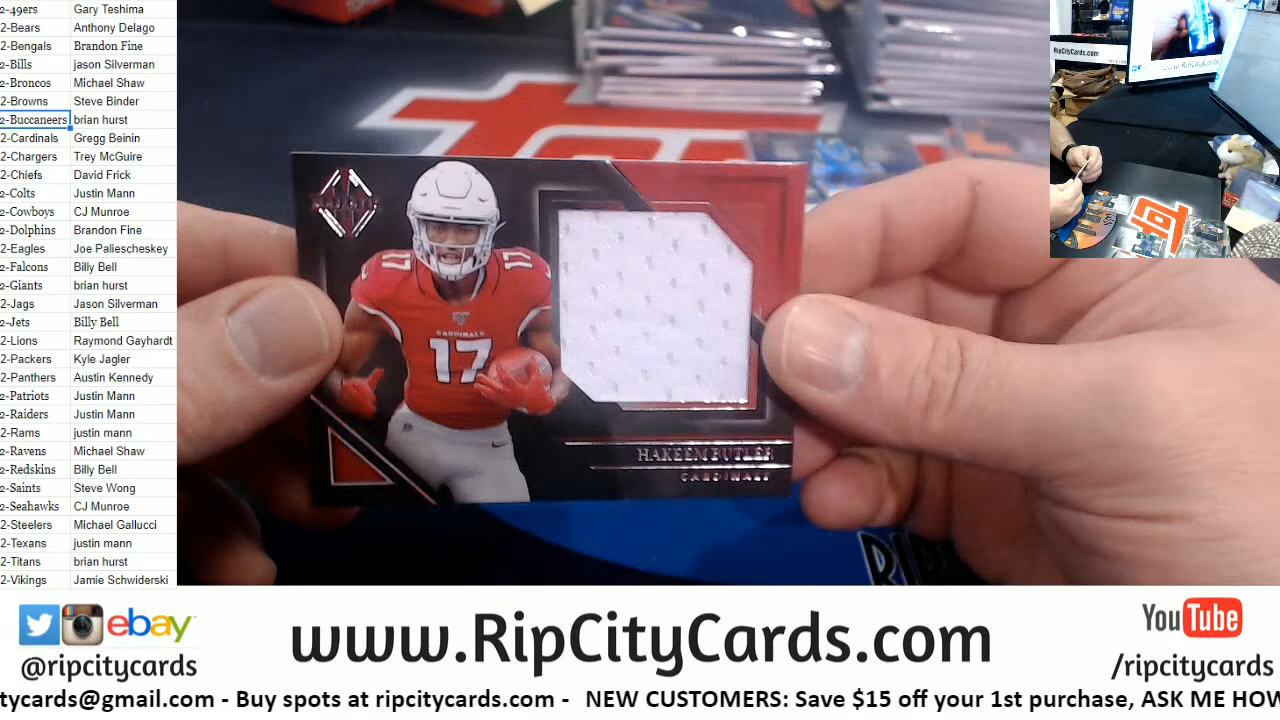 2-49ers Gary Teshima
2-Bears Anthony Delago
2-Bengals Brandon Fine
2-Bills jason Silverman
2-Broncos Michael Shaw
2-Browns Steve Binder
2-Buccaneers brian hurst
2-Cardinals Gregg Beinin
2-Chargers Trey McGuire
2-Chiefs David Frick
2-Colts Justin Mann
2-Cowboys CJ Munroe
2-Dolphins Brandon Fine
2-Eagles Joe Paliescheskey
2-Falcons Billy Bell
2-Giants brian hurst
2-Jags Jason Silverman
2-Jets Billy Bell
2-Lions Raymond Gayhardt
2-Packers Kyle Jagler
2-Panthers Austin Kennedy
2-Patriots Justin Mann
2-Raiders Justin Mann
2-Rams justin mann
2-Ravens Michael Shaw
2-Redskins Billy Bell
2-Saints Steve Wong
2-Seahawks CJ Munroe
2-Steelers Michael Gallucci
2-Texans justin mann
2-Titans brian hurst
2-Vikings Jamie Schwiderski
17 17
CARDINALS
17
HAKEEM BUTLER
CARDINALS
RipCityCards.com
RipCityCards
ebay
@ripcitycards
www.RipCityCards.com
YouTube
/ripcitycards
tycards@gmail.com - Buy spots at ripcitycards.com - NEW CUSTOMERS: Save $15 off your 1st purchase, ASK ME HOW